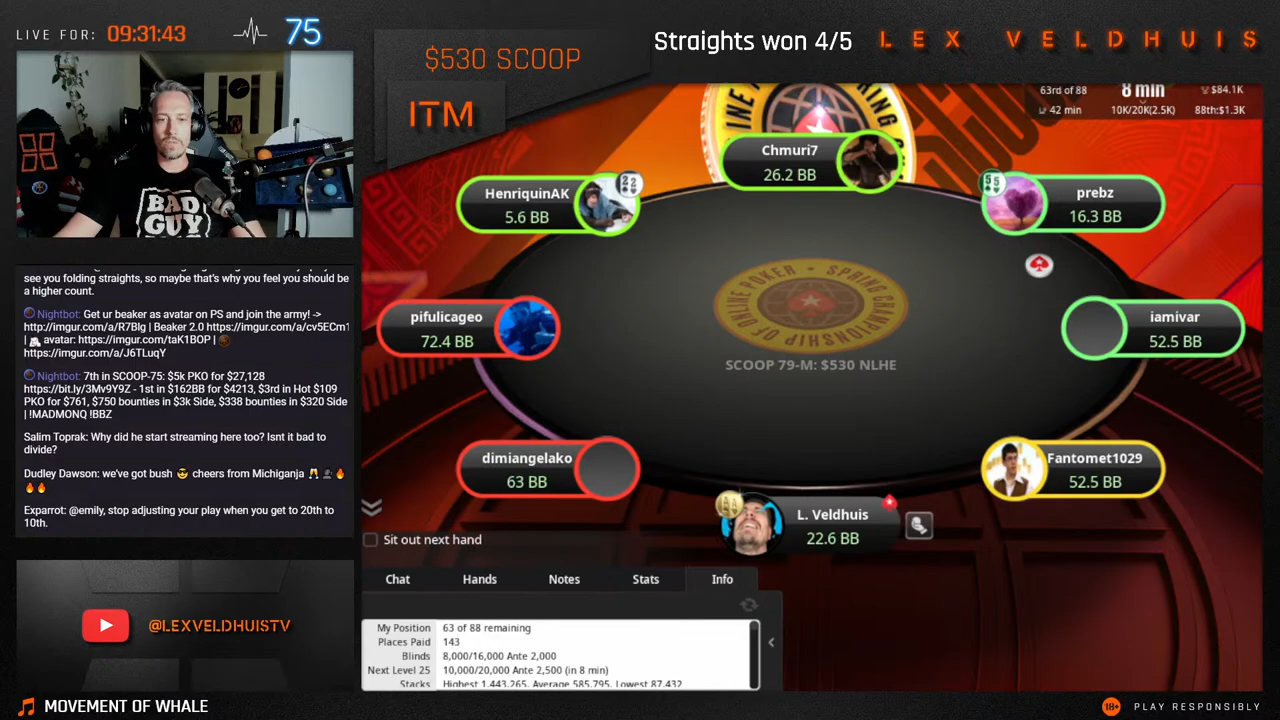 LIVE FOR: 09:31:43
75
$530 SCOOP
ITM
Straights won 4/5
LEX VELDHUIS
63rd of 88
8 min
$84.1K
42 min
10K/20K(2.5K)
88th:$1.3K
BAD
GUY
Chmuri7
26.2 BB
HenriquinAK
5.6 BB
prebz
16.3 BB
pifulicageo
72.4 BB
iamivar
52.5 BB
dimiangelako
63 BB
Fantomet1029
52.5 BB
L. Veldhuis
22.6 BB
ONLINE POKER • SPRING CHAMPIONSHIP OF
SCOOP 79-M: $530 NLHE
see you folding straights, so maybe that's why you feel you should be
a higher count.
Nightbot: Get ur beaker as avatar on PS and join the army! ->
http://imgur.com/a/R7Blg | Beaker 2.0 https://imgur.com/a/cv5ECm1
| avatar: https://imgur.com/taK1BOP |
https://imgur.com/a/J6TLuqY
Nightbot: 7th in SCOOP-75: $5k PKO for $27,128
https://bit.ly/3Mv9Y9Z - 1st in $162BB for $4213, $3rd in Hot $109
PKO for $761, $750 bounties in $3k Side, $338 bounties in $320 Side
| !MADMONQ !BBZ
Salim Toprak: Why did he start streaming here too? Isnt it bad to
divide?
Dudley Dawson: we've got bush 😎 cheers from Michiganja
Exparrot: @emily, stop adjusting your play when you get to 20th to
10th.
Sit out next hand
Chat Hands Notes Stats Info
My Position 63 of 88 remaining
Places Paid 143
Blinds 8,000/16,000 Ante 2,000
Next Level 25 10,000/20,000 Ante 2,500 (in 8 min)
Stacks Highest 1,443,265, Average 585,795, Lowest 87,432
@LEXVELDHUISTV
MOVEMENT OF WHALE
18+ PLAY RESPONSIBLY